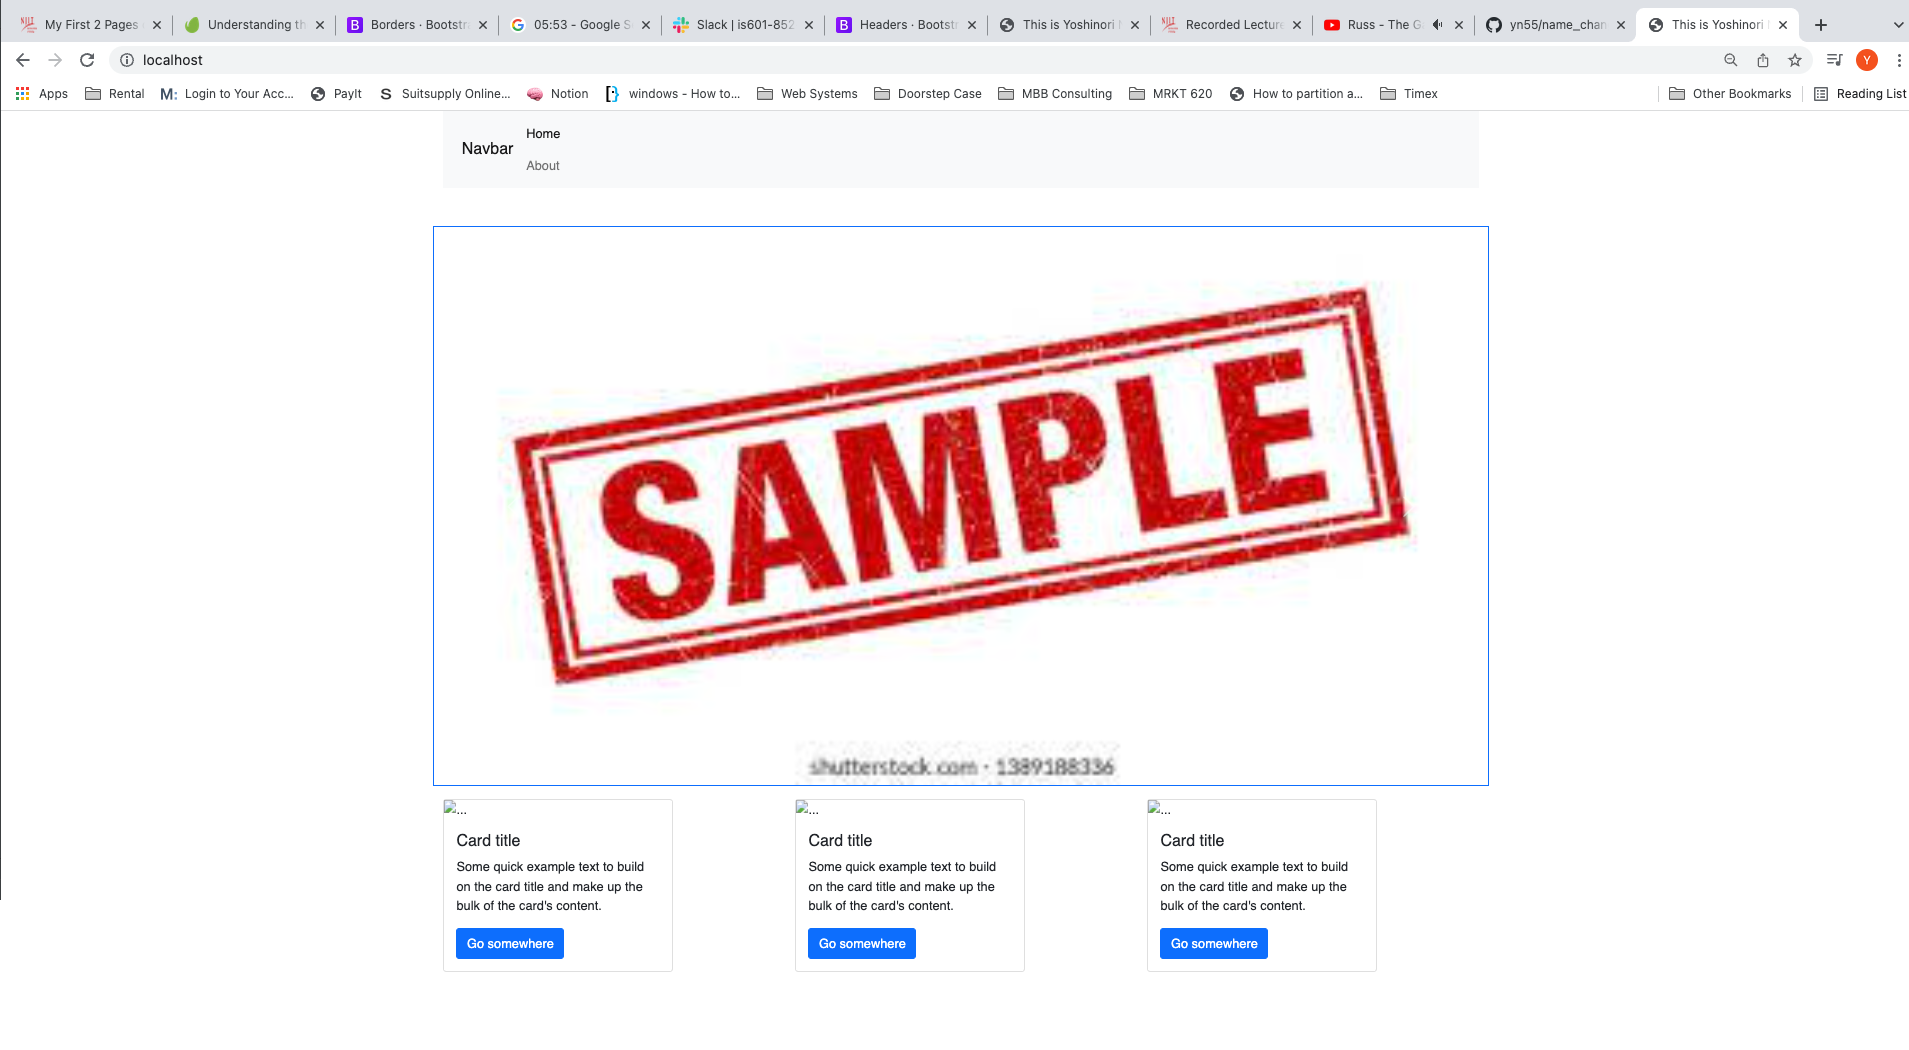 My First 2 Pages
Understanding th
Borders · Bootstra
05:53 - Google S
Slack | is601-852
Headers · Bootstr
This is Yoshinori
Recorded Lecture
Russ - The G
yn55/name_chan
This is Yoshinori
localhost
Y
Apps
Rental
M: Login to Your Acc...
PayIt
S Suitsupply Online...
Notion
windows - How to...
Web Systems
Doorstep Case
MBB Consulting
MRKT 620
How to partition a...
Timex
Other Bookmarks
Reading List
Navbar
Home
About
SAMPLE
shutterstock.com · 1389188336
...
Card title
Some quick example text to build
on the card title and make up the
bulk of the card's content.
Go somewhere
...
Card title
Some quick example text to build
on the card title and make up the
bulk of the card's content.
Go somewhere
...
Card title
Some quick example text to build
on the card title and make up the
bulk of the card's content.
Go somewhere